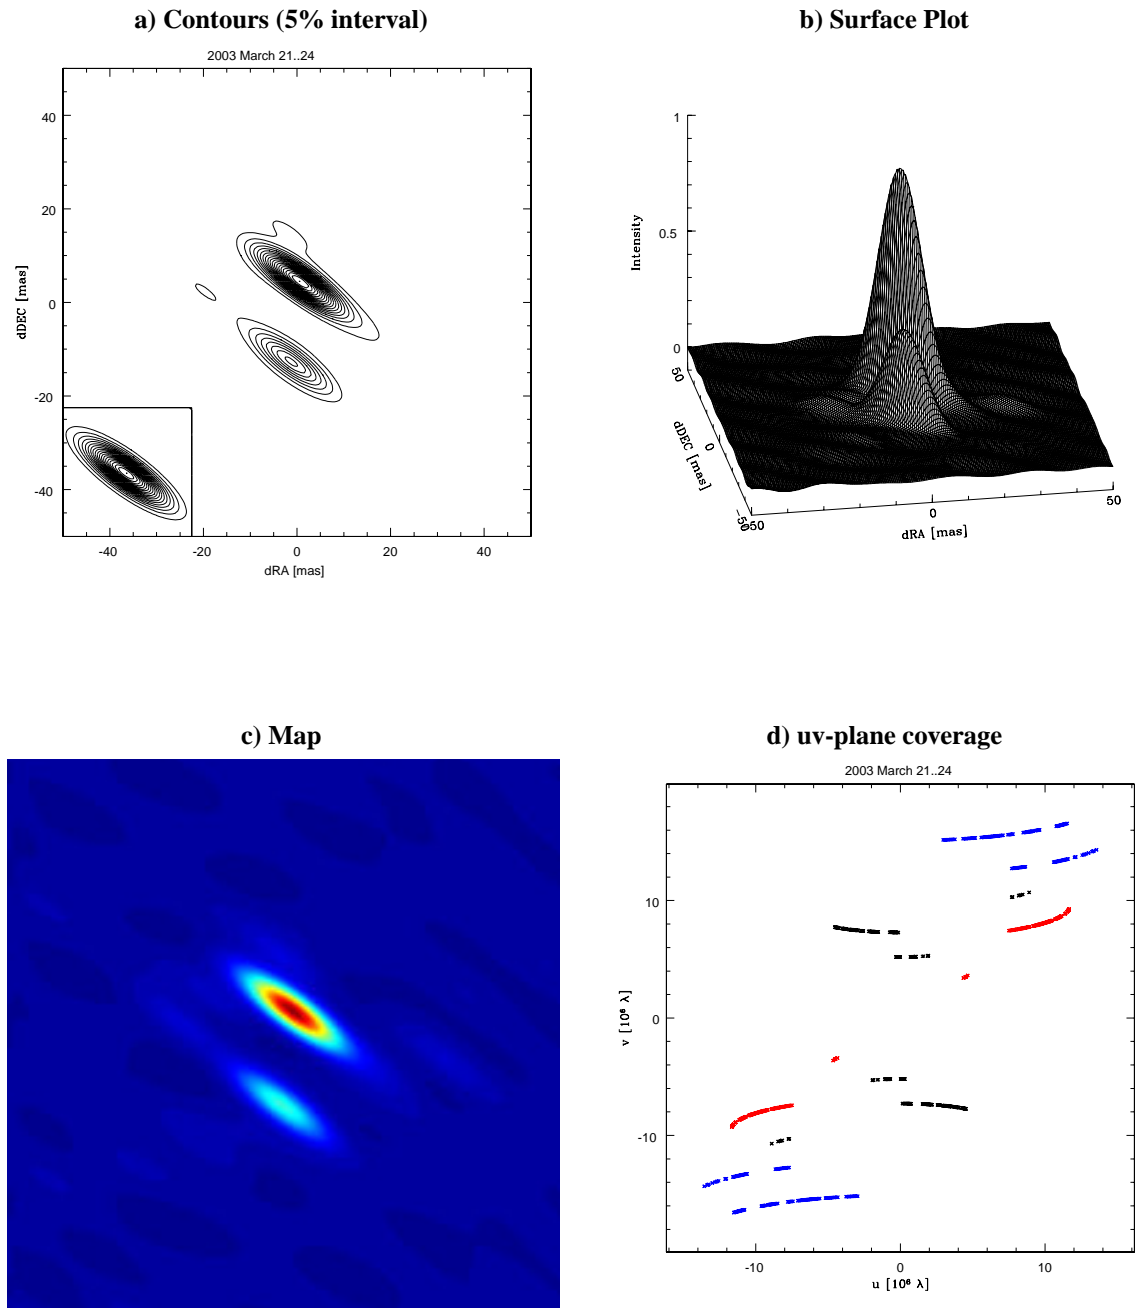 a) Contours (5% interval)
2003 March 21..24
40
20
0
-20
-40
dDEC [mas]
-40
-20
0
20
40
dRA [mas]
b) Surface Plot
1
0.5
0
Intensity
50
0
-50
dDEC [mas]
-50
0
50
dRA [mas]
c) Map
d) uv-plane coverage
2003 March 21..24
10
0
-10
v [10⁶ λ]
-10
0
10
u [10⁶ λ]